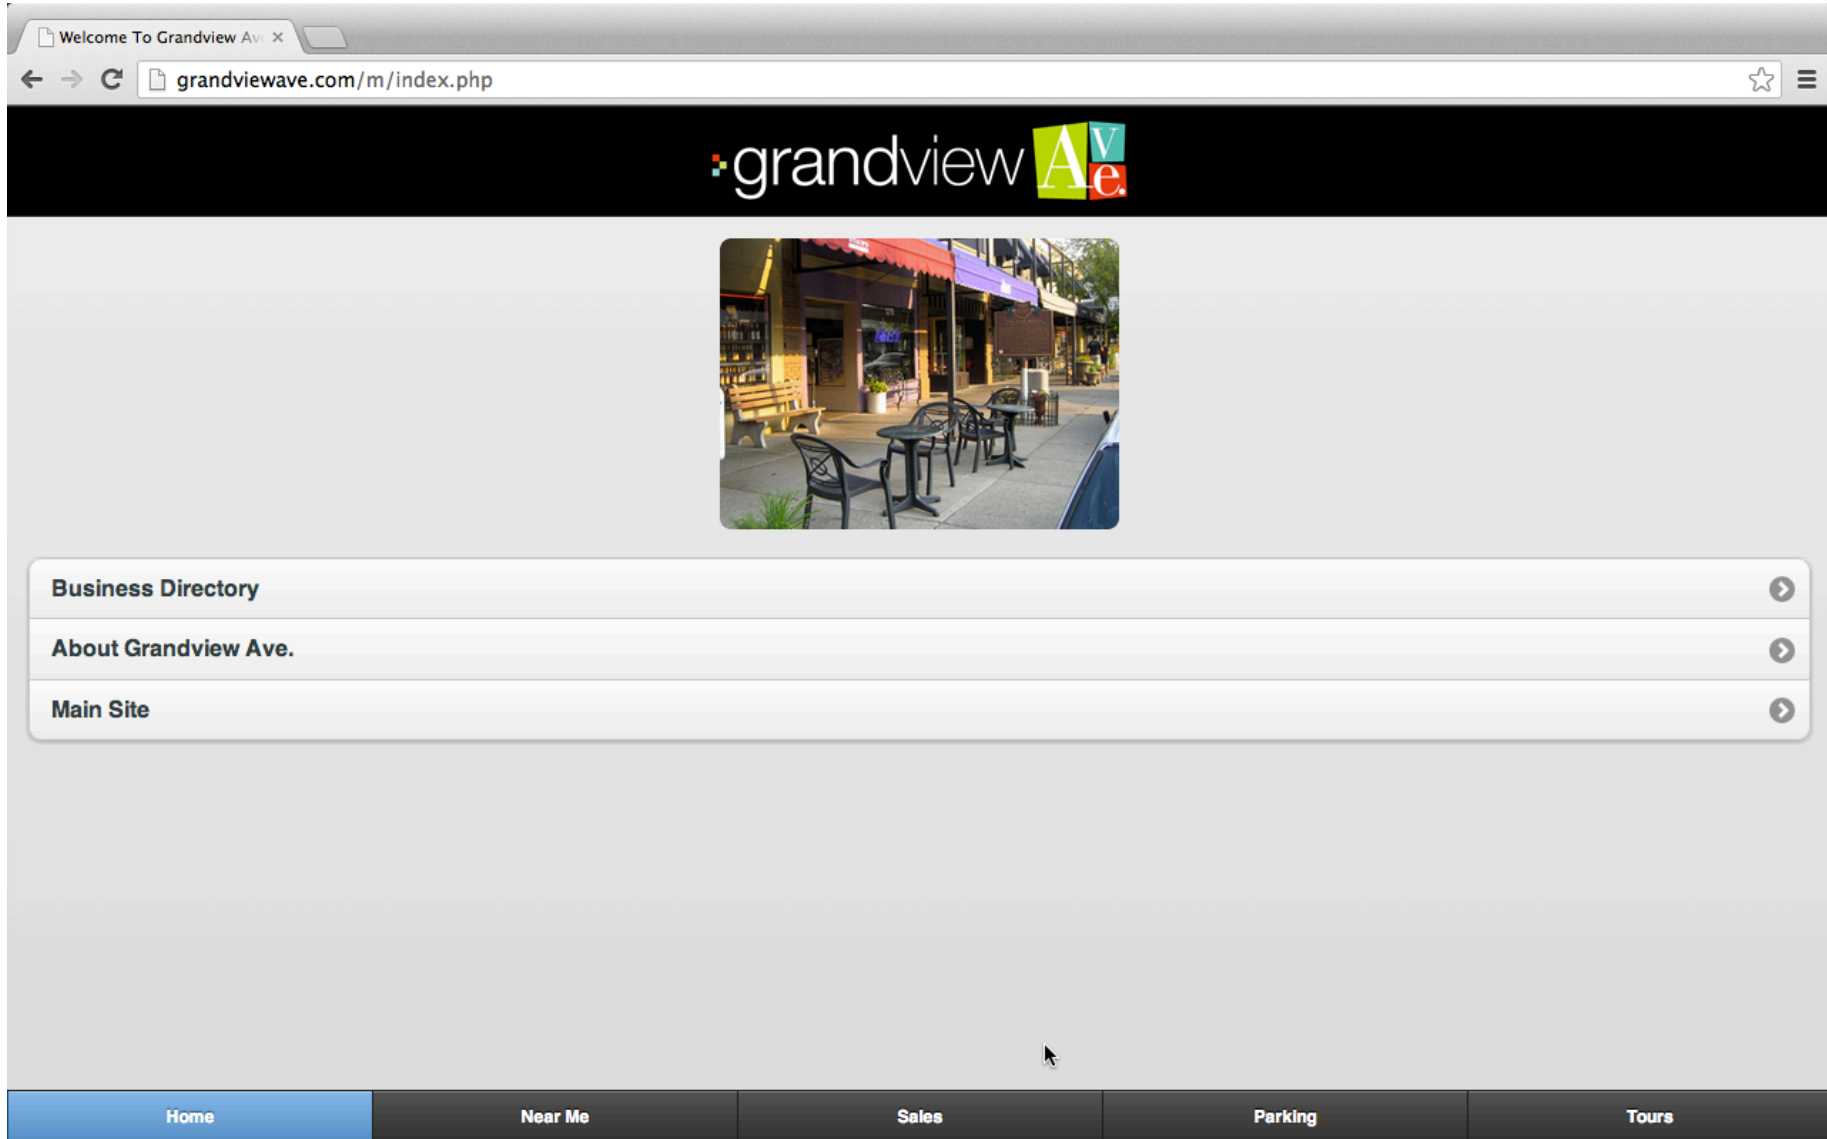 Welcome To Grandview Av
grandviewave.com/m/index.php
grandview Ave.
Business Directory
About Grandview Ave.
Main Site
Home
Near Me
Sales
Parking
Tours